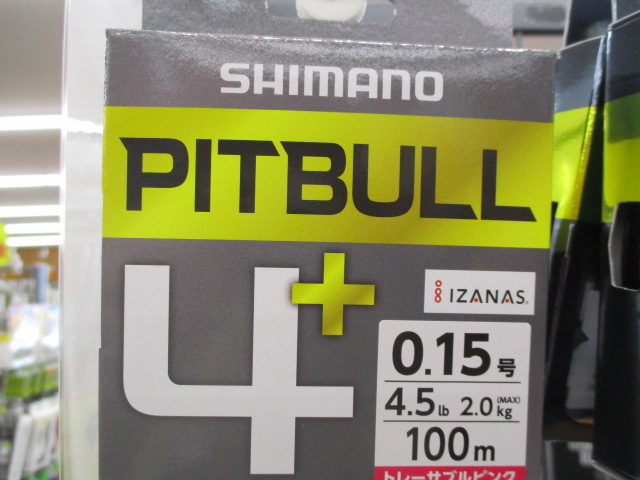 SHIMANO
PITBULL
4+
IZANAS
0.15号
4.5lb 2.0kg (MAX)
100m
トレーサブルピンク